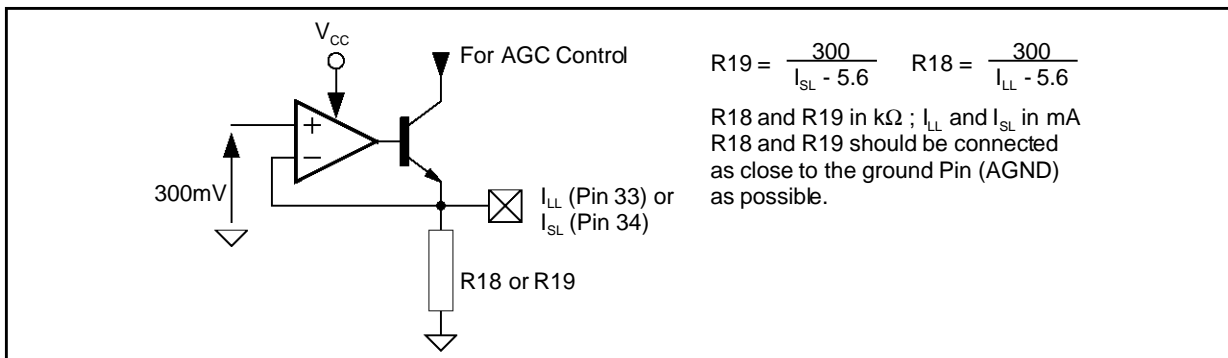 V_CC
For AGC Control
+
−
300mV
I_LL (Pin 33) or
I_SL (Pin 34)
R18 or R19
R19 = 300 / (I_SL - 5.6)   R18 = 300 / (I_LL - 5.6)
R18 and R19 in kΩ ; I_LL and I_SL in mA
R18 and R19 should be connected
as close to the ground Pin (AGND)
as possible.